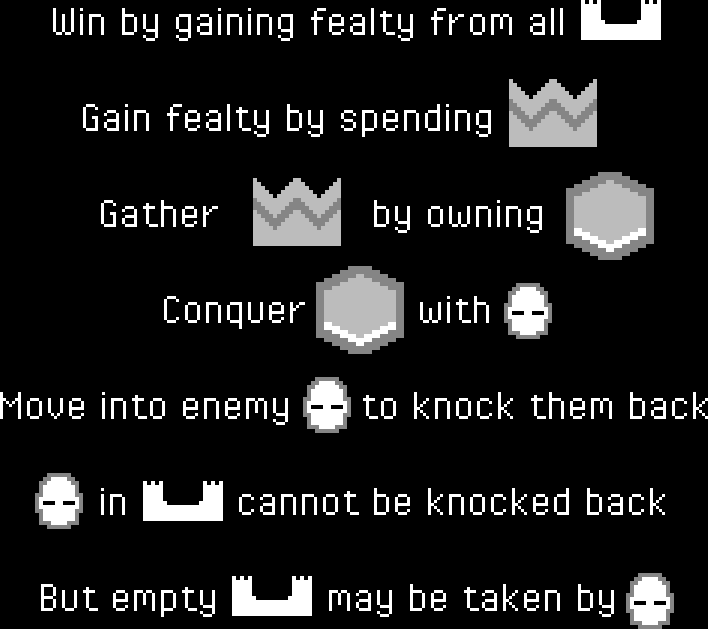 Win by gaining fealty from all
Gain fealty by spending
Gather by owning
Conquer with
Move into enemy to knock them back
in cannot be knocked back
But empty may be taken by